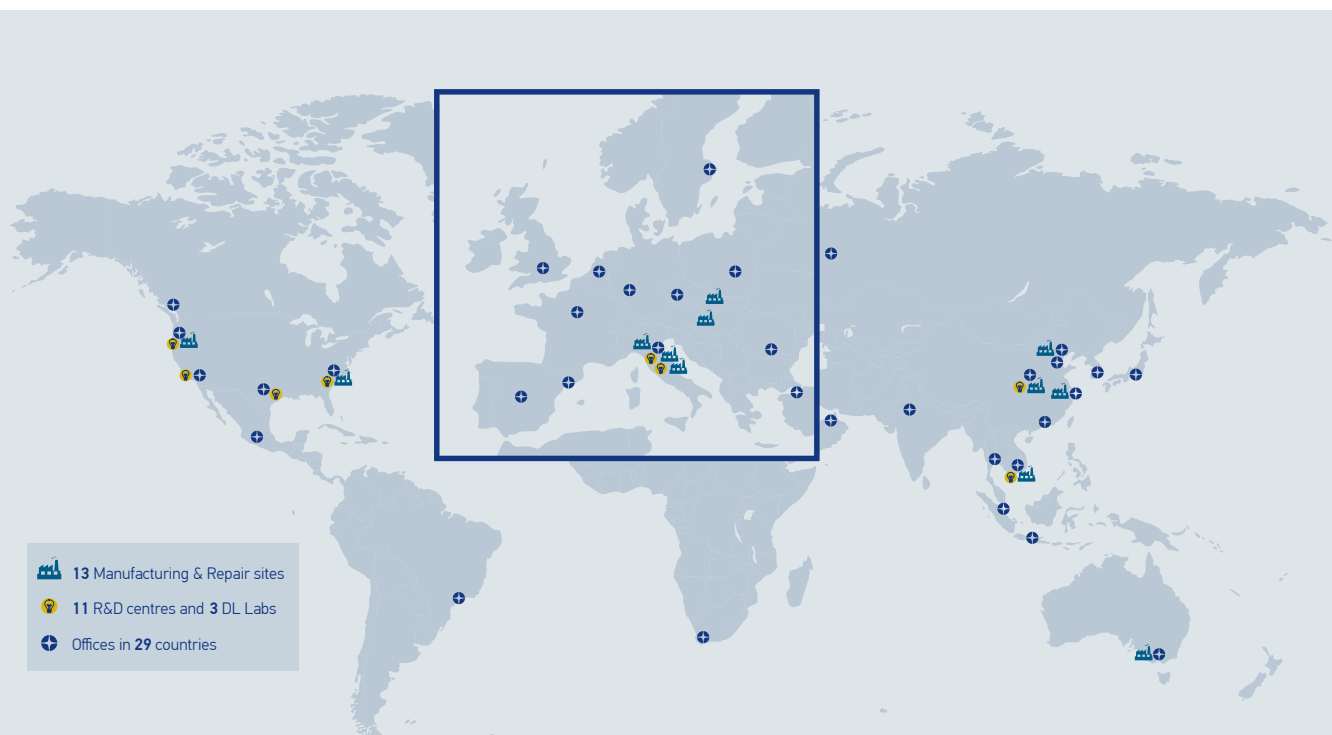 13 Manufacturing & Repair sites
11 R&D centres and 3 DL Labs
Offices in 29 countries